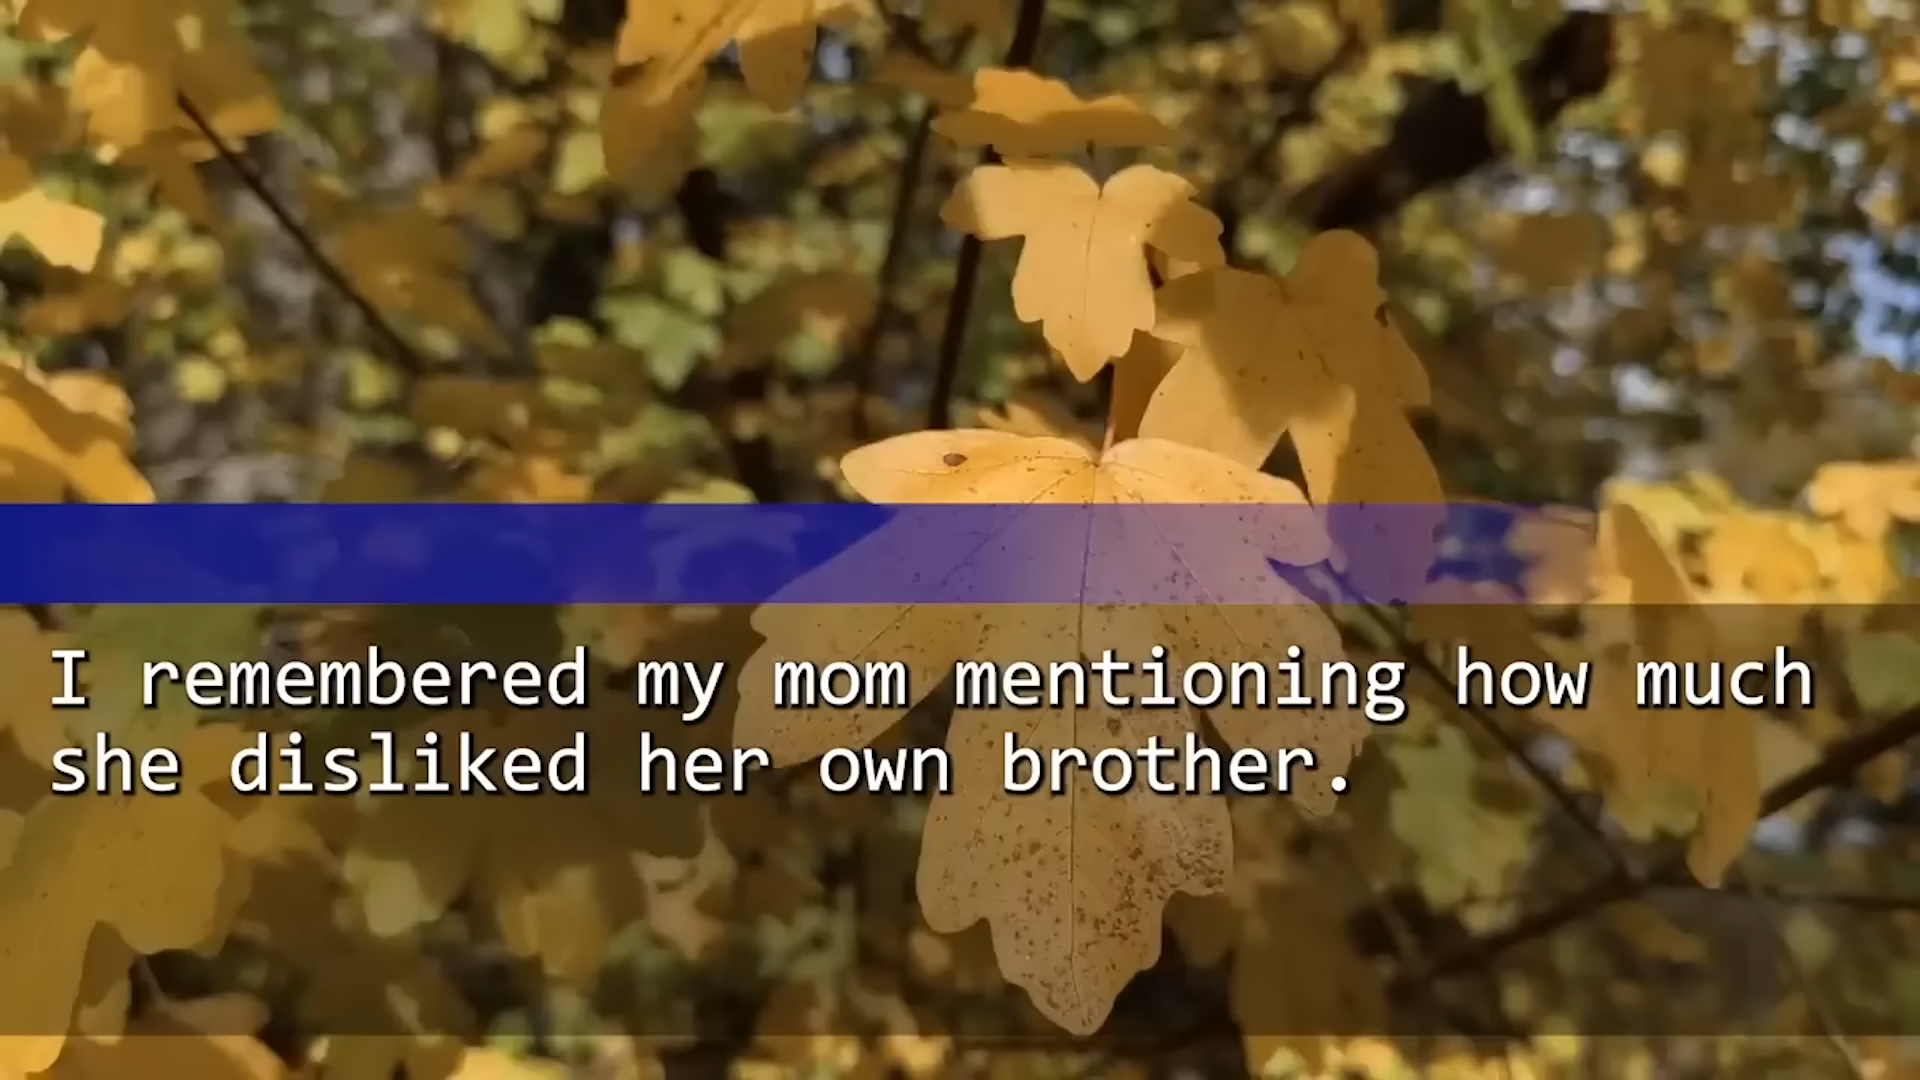 I remembered my mom mentioning how much
she disliked her own brother.